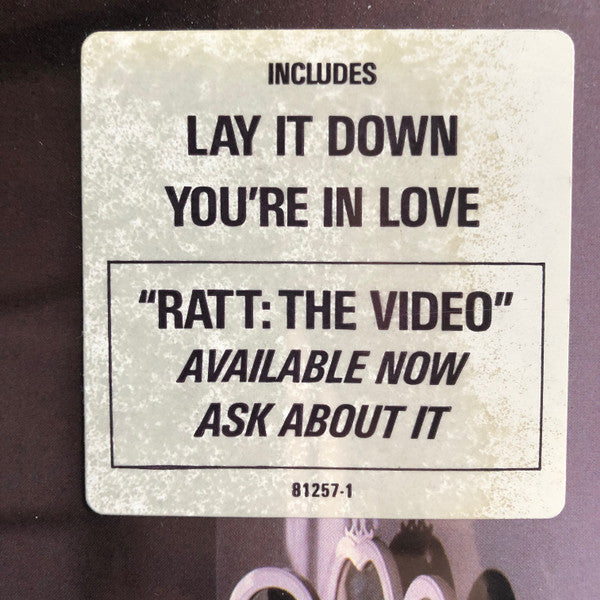 INCLUDES
LAY IT DOWN
YOU'RE IN LOVE
"RATT: THE VIDEO"
AVAILABLE NOW
ASK ABOUT IT
81257-1